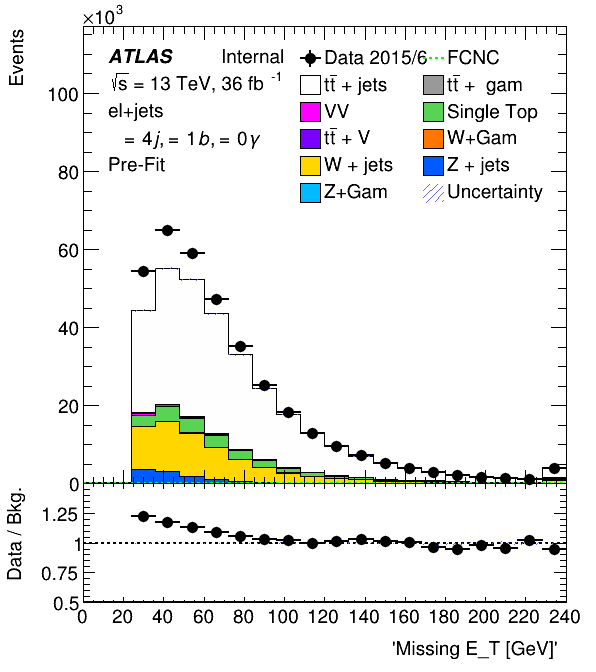 ×10³
Events
ATLAS Internal
√s = 13 TeV, 36 fb⁻¹
el+jets
= 4j, = 1b, = 0γ
Pre-Fit
Data 2015/6 FCNC
tt̅ + jets tt̅ + gam
VV Single Top
tt̅ + V W+Gam
W + jets Z + jets
Z+Gam Uncertainty
100
80
60
40
20
0
Data / Bkg.
1.25
1
0.75
0.5
0 20 40 60 80 100 120 140 160 180 200 220 240
'Missing E_T [GeV]'